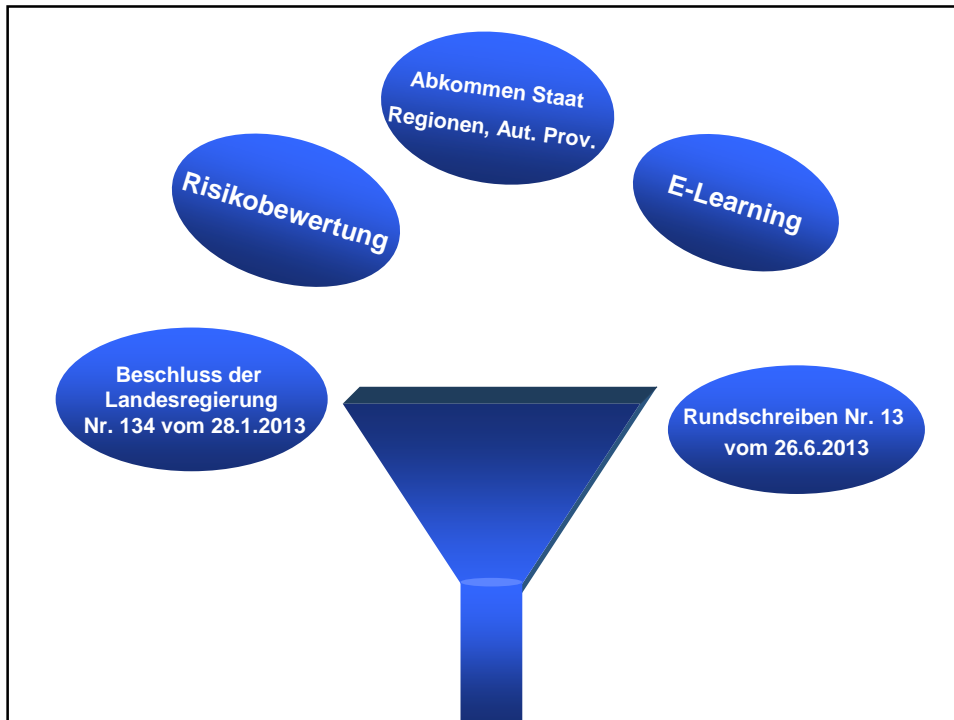 Abkommen Staat
Regionen, Aut. Prov.
Risikobewertung
E-Learning
Beschluss der
Landesregierung
Nr. 134 vom 28.1.2013
Rundschreiben Nr. 13
vom 26.6.2013